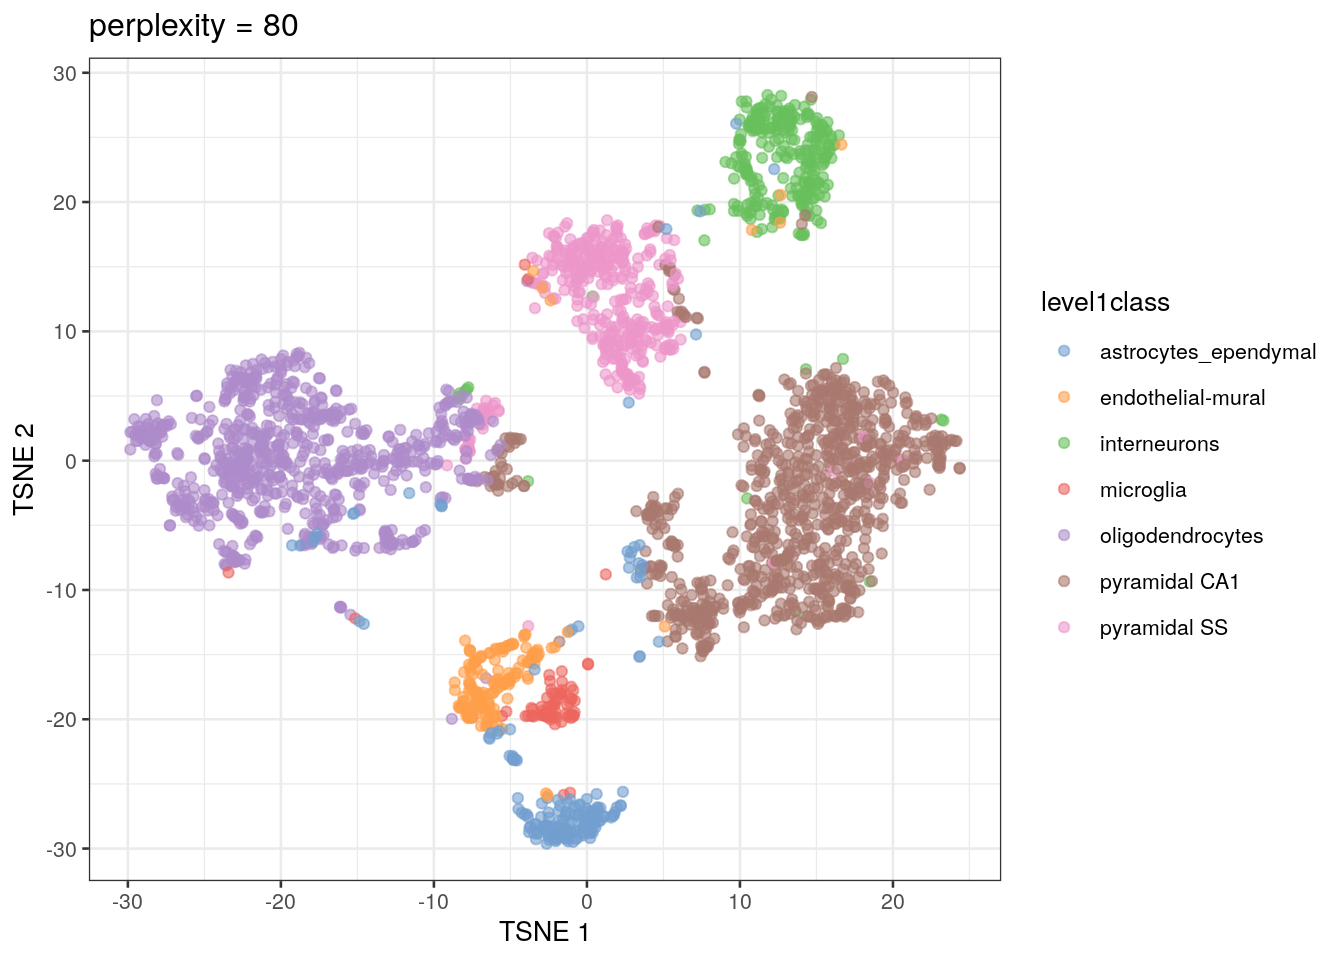 perplexity = 80
30
20
10
0
-10
-20
-30
-30
-20
-10
0
10
20
TSNE 1
TSNE 2
level1class
astrocytes_ependymal
endothelial-mural
interneurons
microglia
oligodendrocytes
pyramidal CA1
pyramidal SS